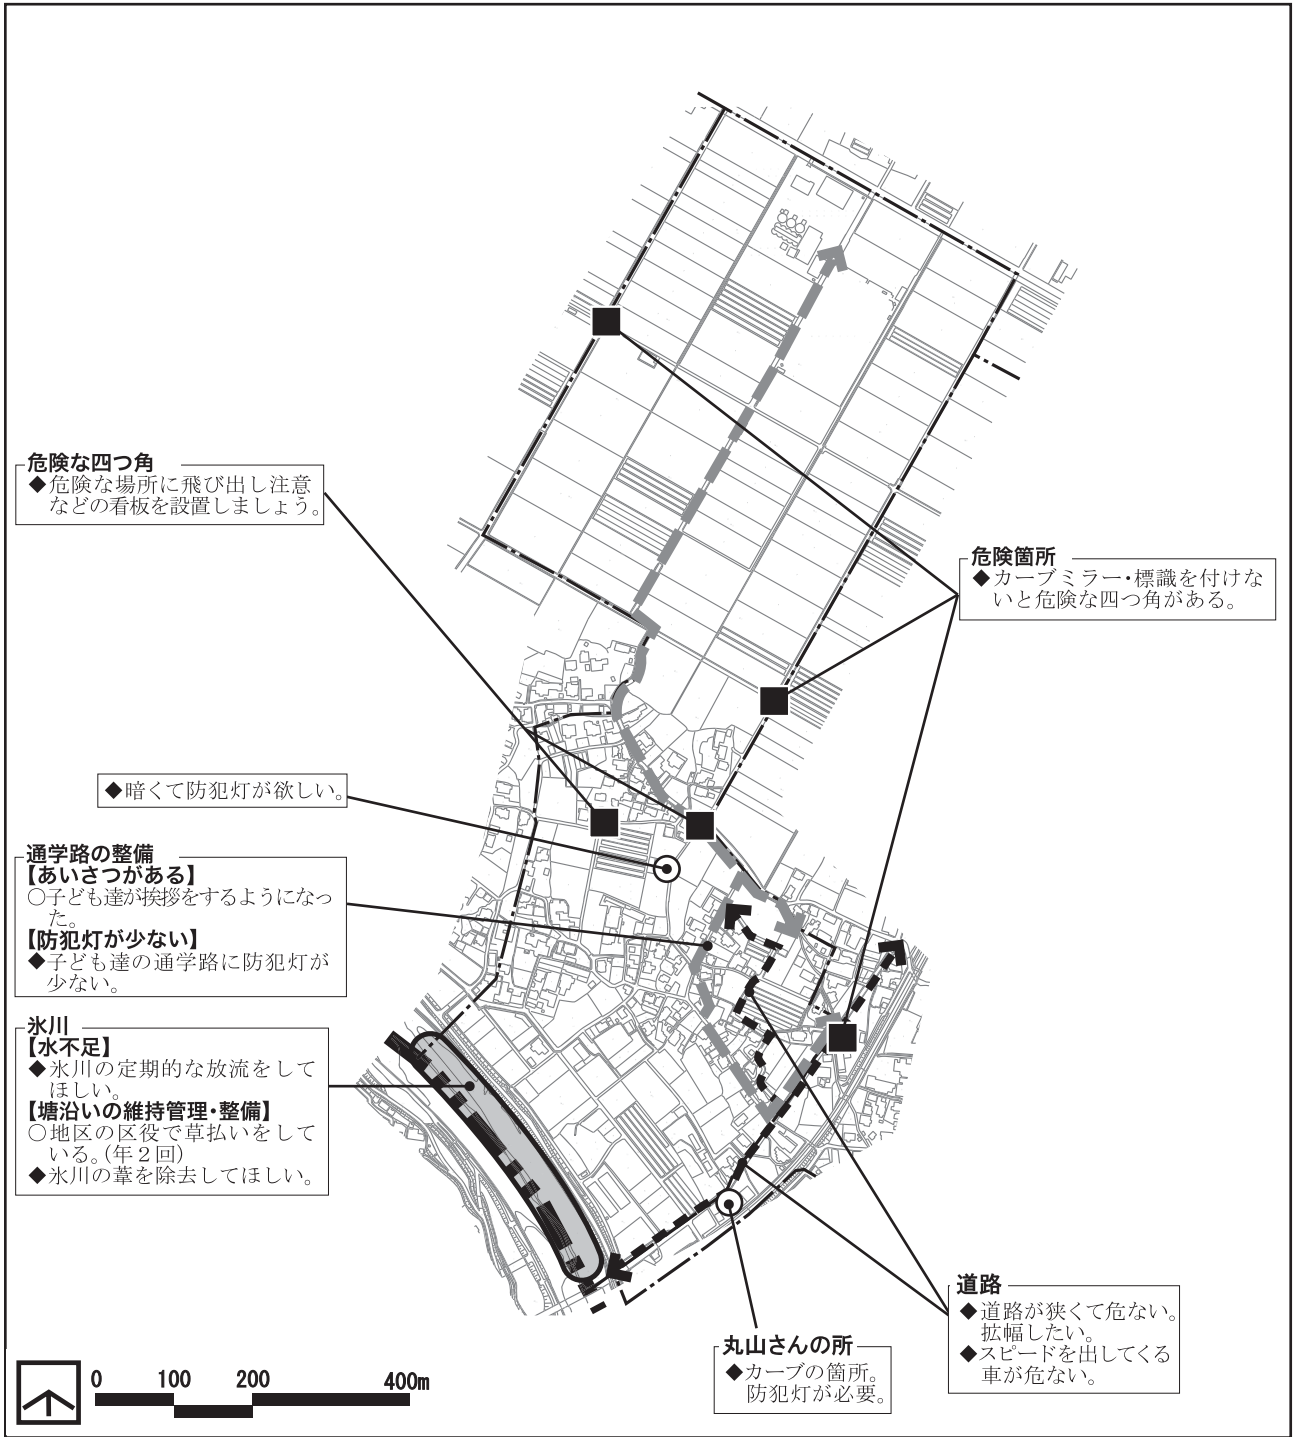 危険な四つ角
◆危険な場所に飛び出し注意
などの看板を設置しましょう。
危険箇所
◆カーブミラー・標識を付けな
いと危険な四つ角がある。
◆暗くて防犯灯が欲しい。
通学路の整備
【あいさつがある】
○子ども達が挨拶をするようになっ
た。
【防犯灯が少ない】
◆子ども達の通学路に防犯灯が
少ない。
氷川
【水不足】
◆氷川の定期的な放流をして
ほしい。
【塘沿いの維持管理・整備】
○地区の区役で草払いをして
いる。(年２回)
◆氷川の葦を除去してほしい。
道路
◆道路が狭くて危ない。
拡幅したい。
◆スピードを出してくる
車が危ない。
丸山さんの所
◆カーブの箇所。
防犯灯が必要。
0 100 200 400m